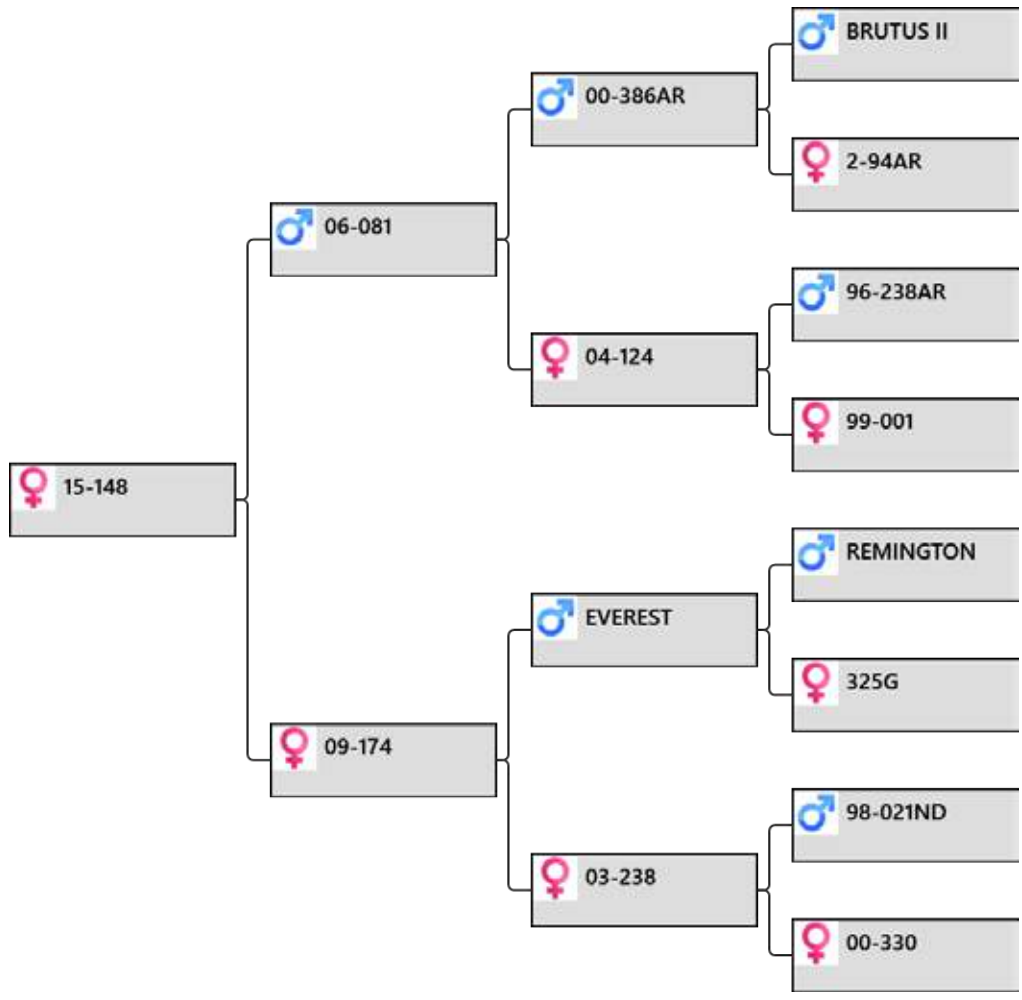 BRUTUS II
00-386AR
2-94AR
06-081
96-238AR
04-124
99-001
15-148
REMINGTON
EVEREST
325G
09-174
98-021ND
03-238
00-330